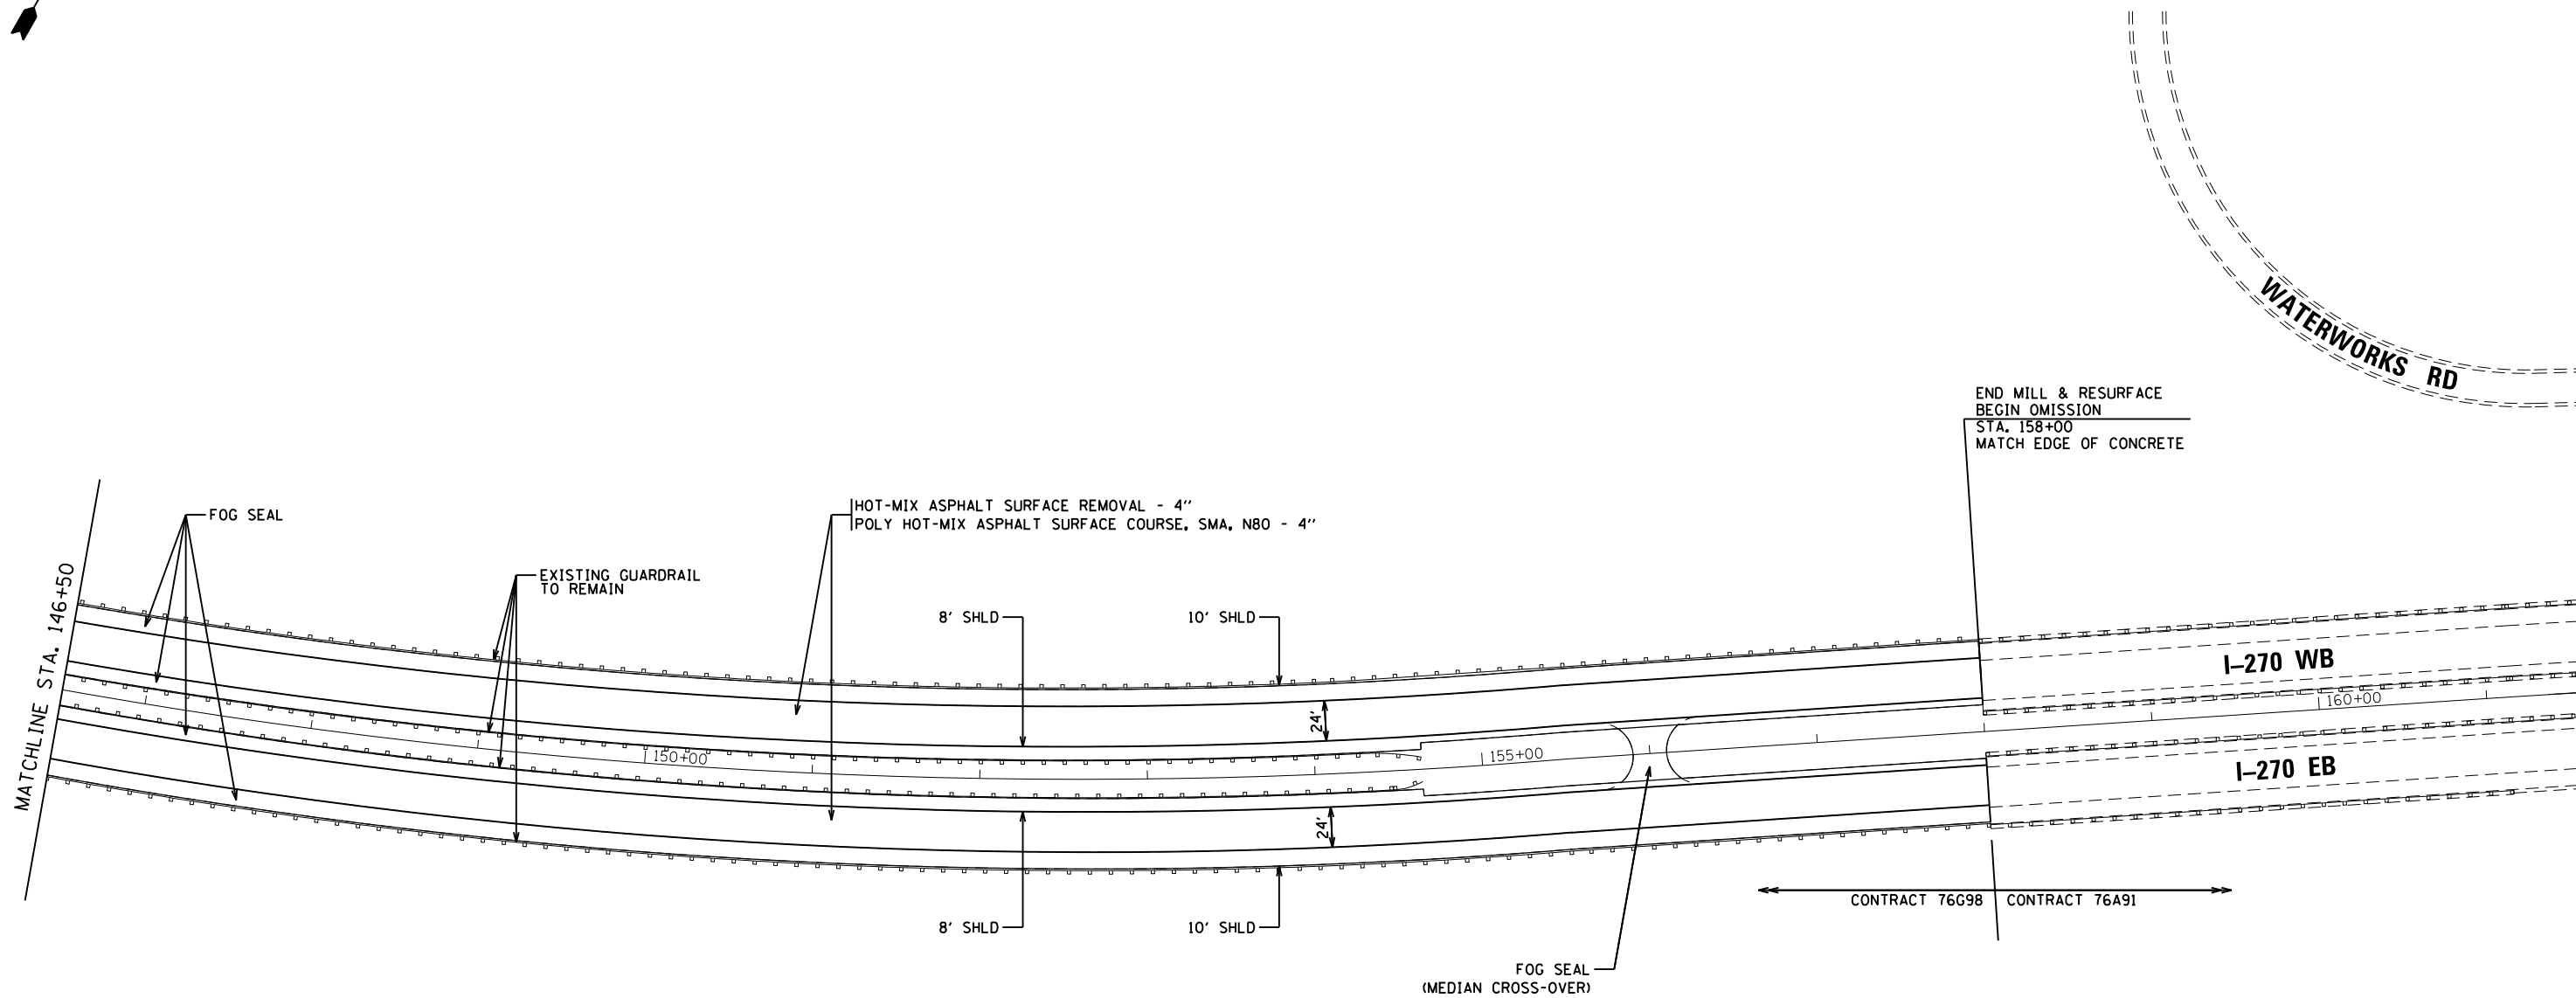 WATERWORKS RD
END MILL & RESURFACE
BEGIN OMISSION
STA. 158+00
MATCH EDGE OF CONCRETE
FOG SEAL
HOT-MIX ASPHALT SURFACE REMOVAL - 4"
POLY HOT-MIX ASPHALT SURFACE COURSE, SMA, N80 - 4"
EXISTING GUARDRAIL
TO REMAIN
MATCHLINE STA. 146+50
8' SHLD
10' SHLD
I-270 WB
24'
160+00
150+00
155+00
I-270 EB
24'
CONTRACT 76G98
CONTRACT 76A91
8' SHLD
10' SHLD
FOG SEAL
(MEDIAN CROSS-OVER)